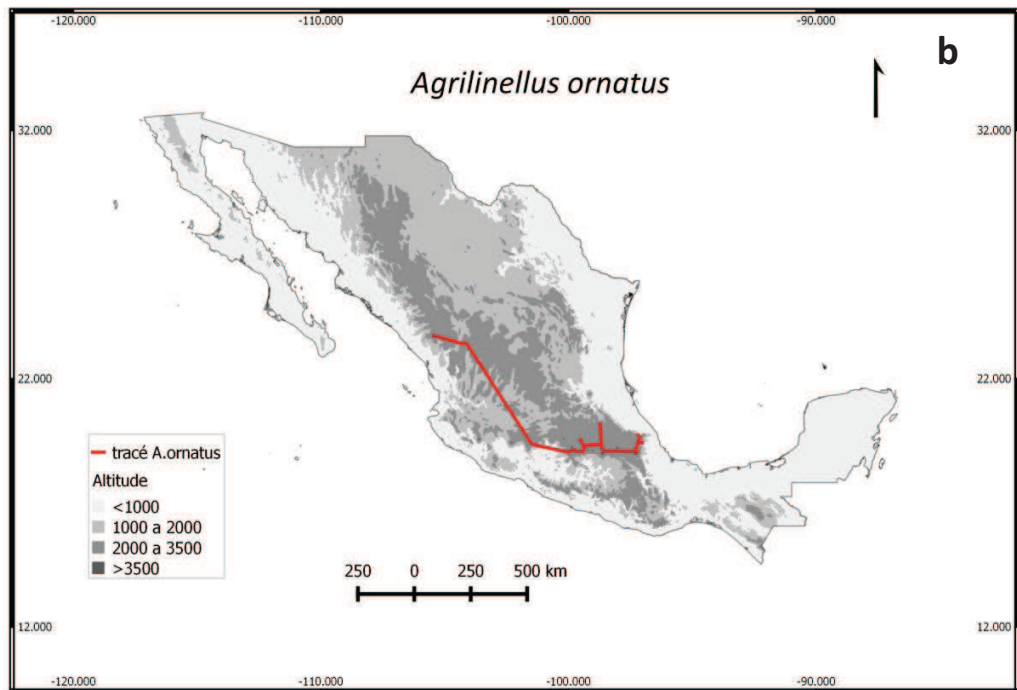 -120.000 -110.000 -100.000 -90.000
b
Agrilinellus ornatus
32.000 32.000
22.000 22.000
tracé A.ornatus
Altitude
<1000
1000 a 2000
2000 a 3500
>3500
250 0 250 500 km
12.000 12.000
-120.000 -110.000 -100.000 -90.000